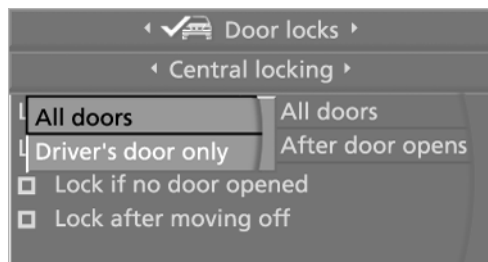 Door locks
Central locking
All doors All doors
Driver's door only After door opens
Lock if no door opened
Lock after moving off